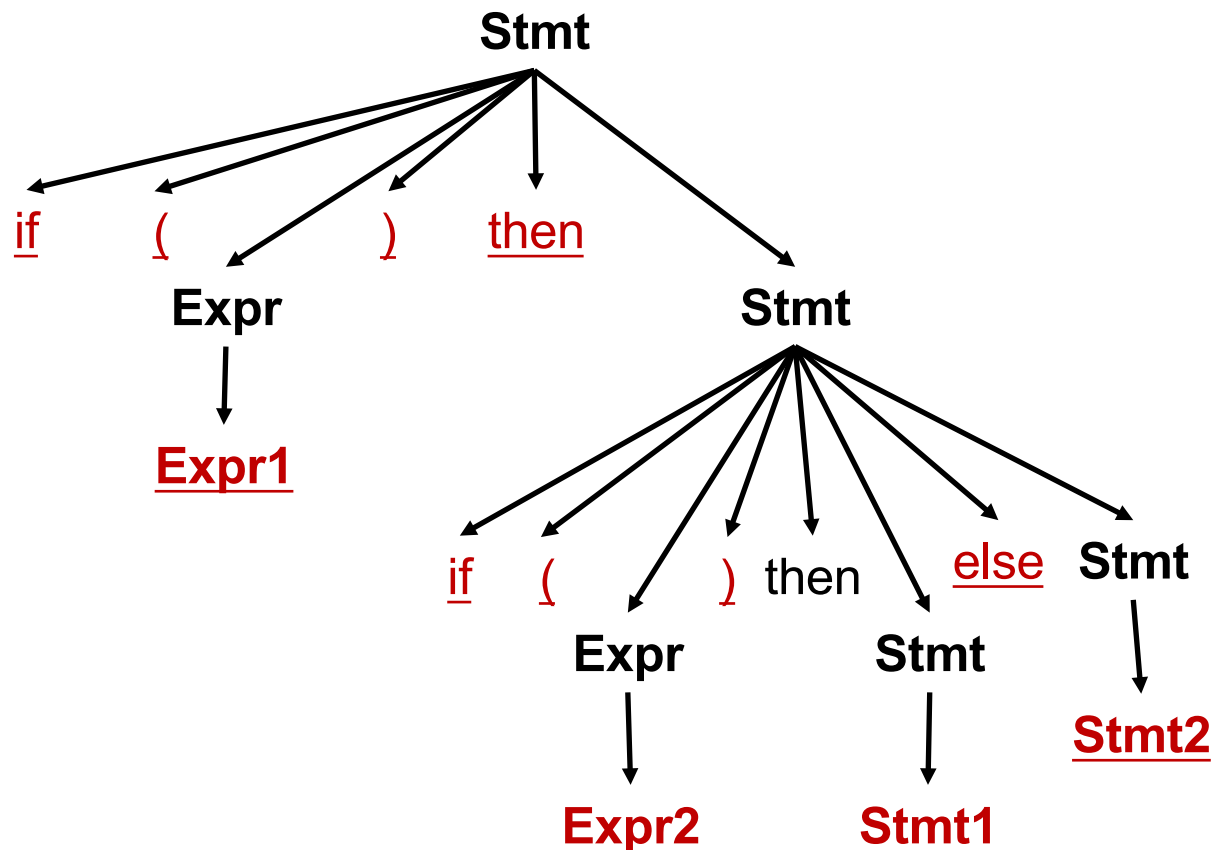 Stmt
if ( ) then
Expr Stmt
Expr1
if ( ) then else Stmt
Expr Stmt
Stmt2
Expr2 Stmt1